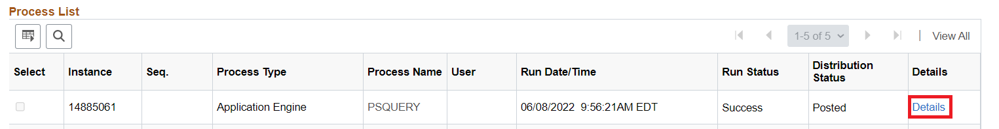 Process List
1-5 of 5 | View All
Select Instance Seq. Process Type Process Name User Run Date/Time Run Status Distribution Status Details
14885061 Application Engine PSQUERY 06/08/2022 9:56:21AM EDT Success Posted Details